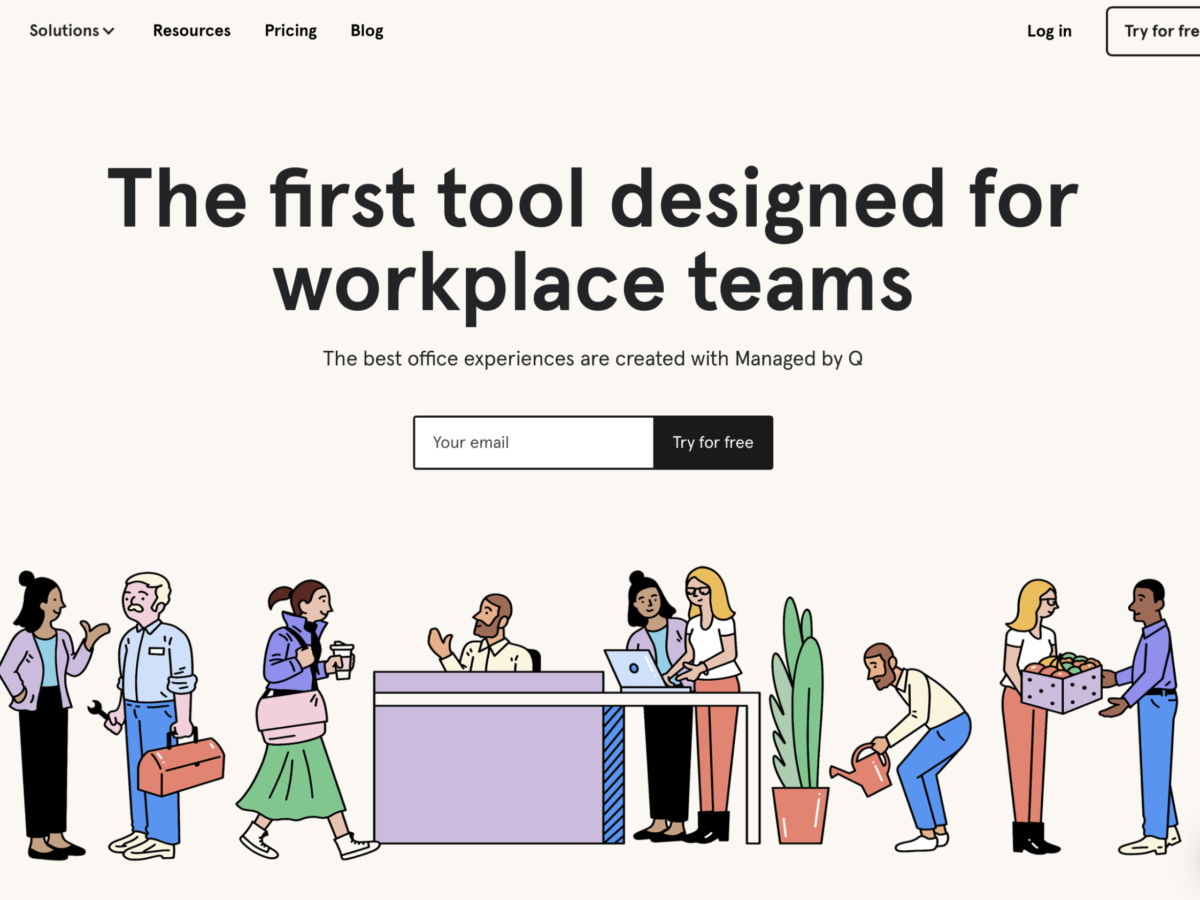 Solutions
Resources
Pricing
Blog
Log in
Try for fre
The first tool designed for
workplace teams
The best office experiences are created with Managed by Q
Your email
Try for free